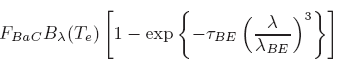 $F_{BaC} B_{\lambda}(T_e) \left[ 1 - \exp \left\{ -\tau_{BE} \left( \frac{\lambda}{\lambda_{BE}} \right)^3 \right\} \right]$